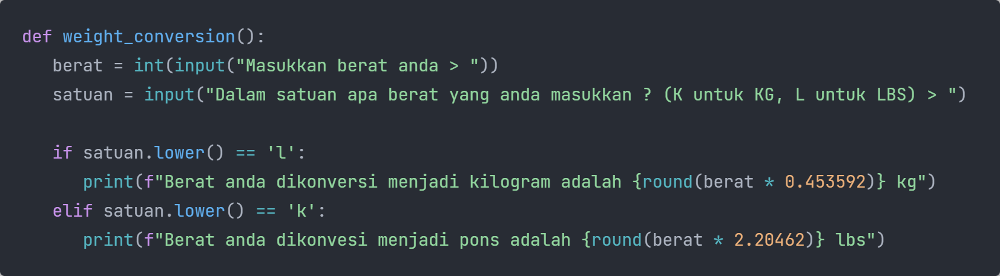 def weight_conversion():
   berat = int(input("Masukkan berat anda > "))
   satuan = input("Dalam satuan apa berat yang anda masukkan ? (K untuk KG, L untuk LBS) > ")

   if satuan.lower() == 'l':
      print(f"Berat anda dikonversi menjadi kilogram adalah {round(berat * 0.453592)} kg")
   elif satuan.lower() == 'k':
      print(f"Berat anda dikonvesi menjadi pons adalah {round(berat * 2.20462)} lbs")